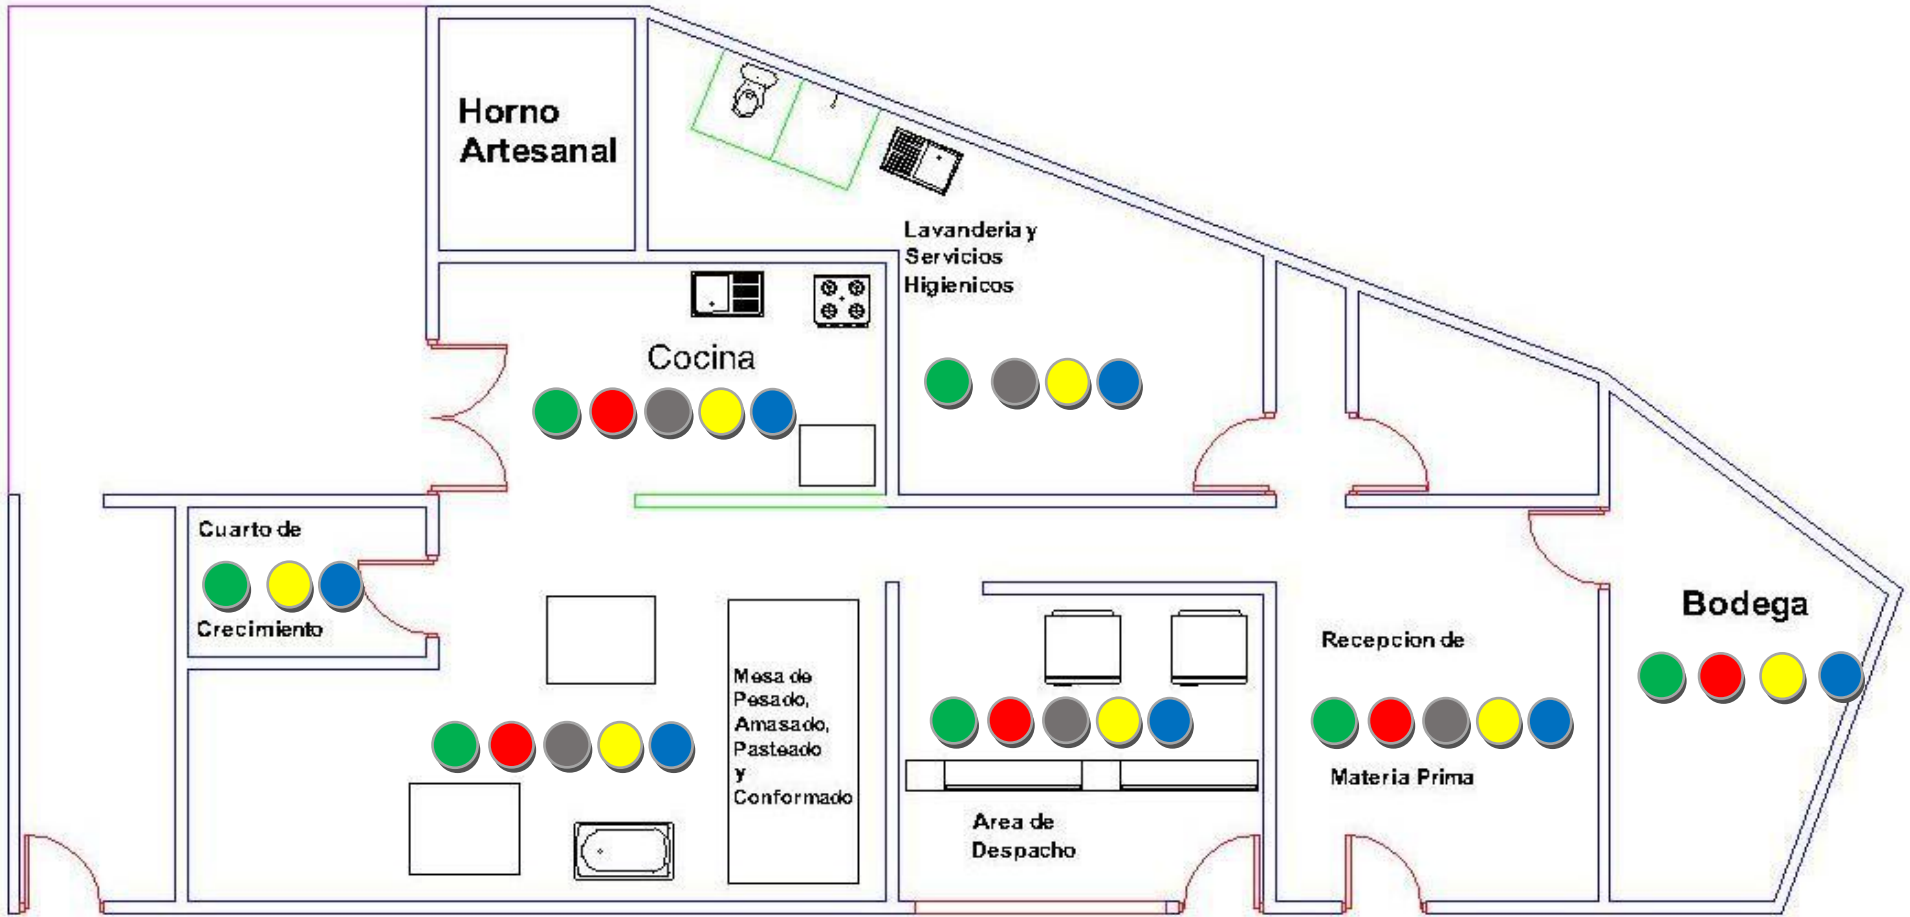 Horno
Artesanal
Lavanderia y
Servicios
Higienicos
Cocina
Cuarto de
Crecimiento
Mesa de
Pesado,
Amasado,
Pasteado
y
Conformado
Area de
Despacho
Recepcion de
Materia Prima
Bodega